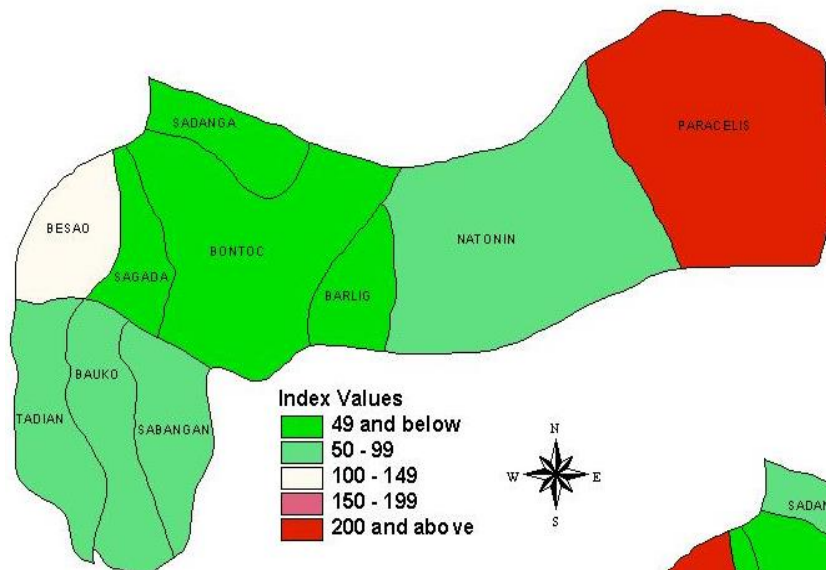 SADANGA
PARACELIS
BESAO
NATONIN
BONTOC
SAGADA
BARLIG
BAUKO
TADIAN
SABANGAN
Index Values
49 and below
50 - 99
100 - 149
150 - 199
200 and above
N
W E
S
SADAN